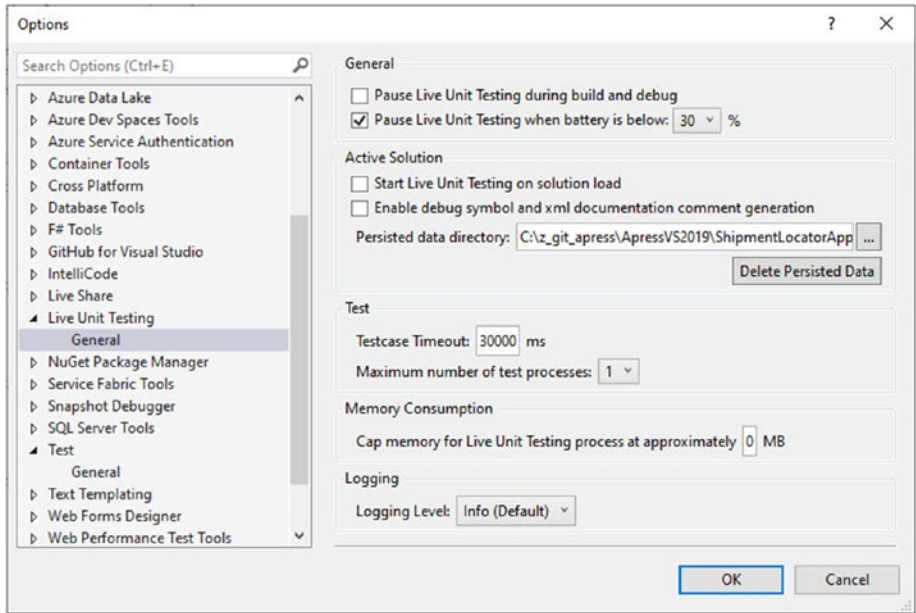 Options
?
Search Options (Ctrl+E)
Azure Data Lake
Azure Dev Spaces Tools
Azure Service Authentication
Container Tools
Cross Platform
Database Tools
F# Tools
GitHub for Visual Studio
IntelliCode
Live Share
Live Unit Testing
General
NuGet Package Manager
Service Fabric Tools
Snapshot Debugger
SQL Server Tools
Test
General
Text Templating
Web Forms Designer
Web Performance Test Tools
General
Pause Live Unit Testing during build and debug
Pause Live Unit Testing when battery is below: 30 %
Active Solution
Start Live Unit Testing on solution load
Enable debug symbol and xml documentation comment generation
Persisted data directory: C:\z_git_apress\ApressVS2019\ShipmentLocatorApp ...
Delete Persisted Data
Test
Testcase Timeout: 30000 ms
Maximum number of test processes: 1
Memory Consumption
Cap memory for Live Unit Testing process at approximately 0 MB
Logging
Logging Level: Info (Default)
OK Cancel